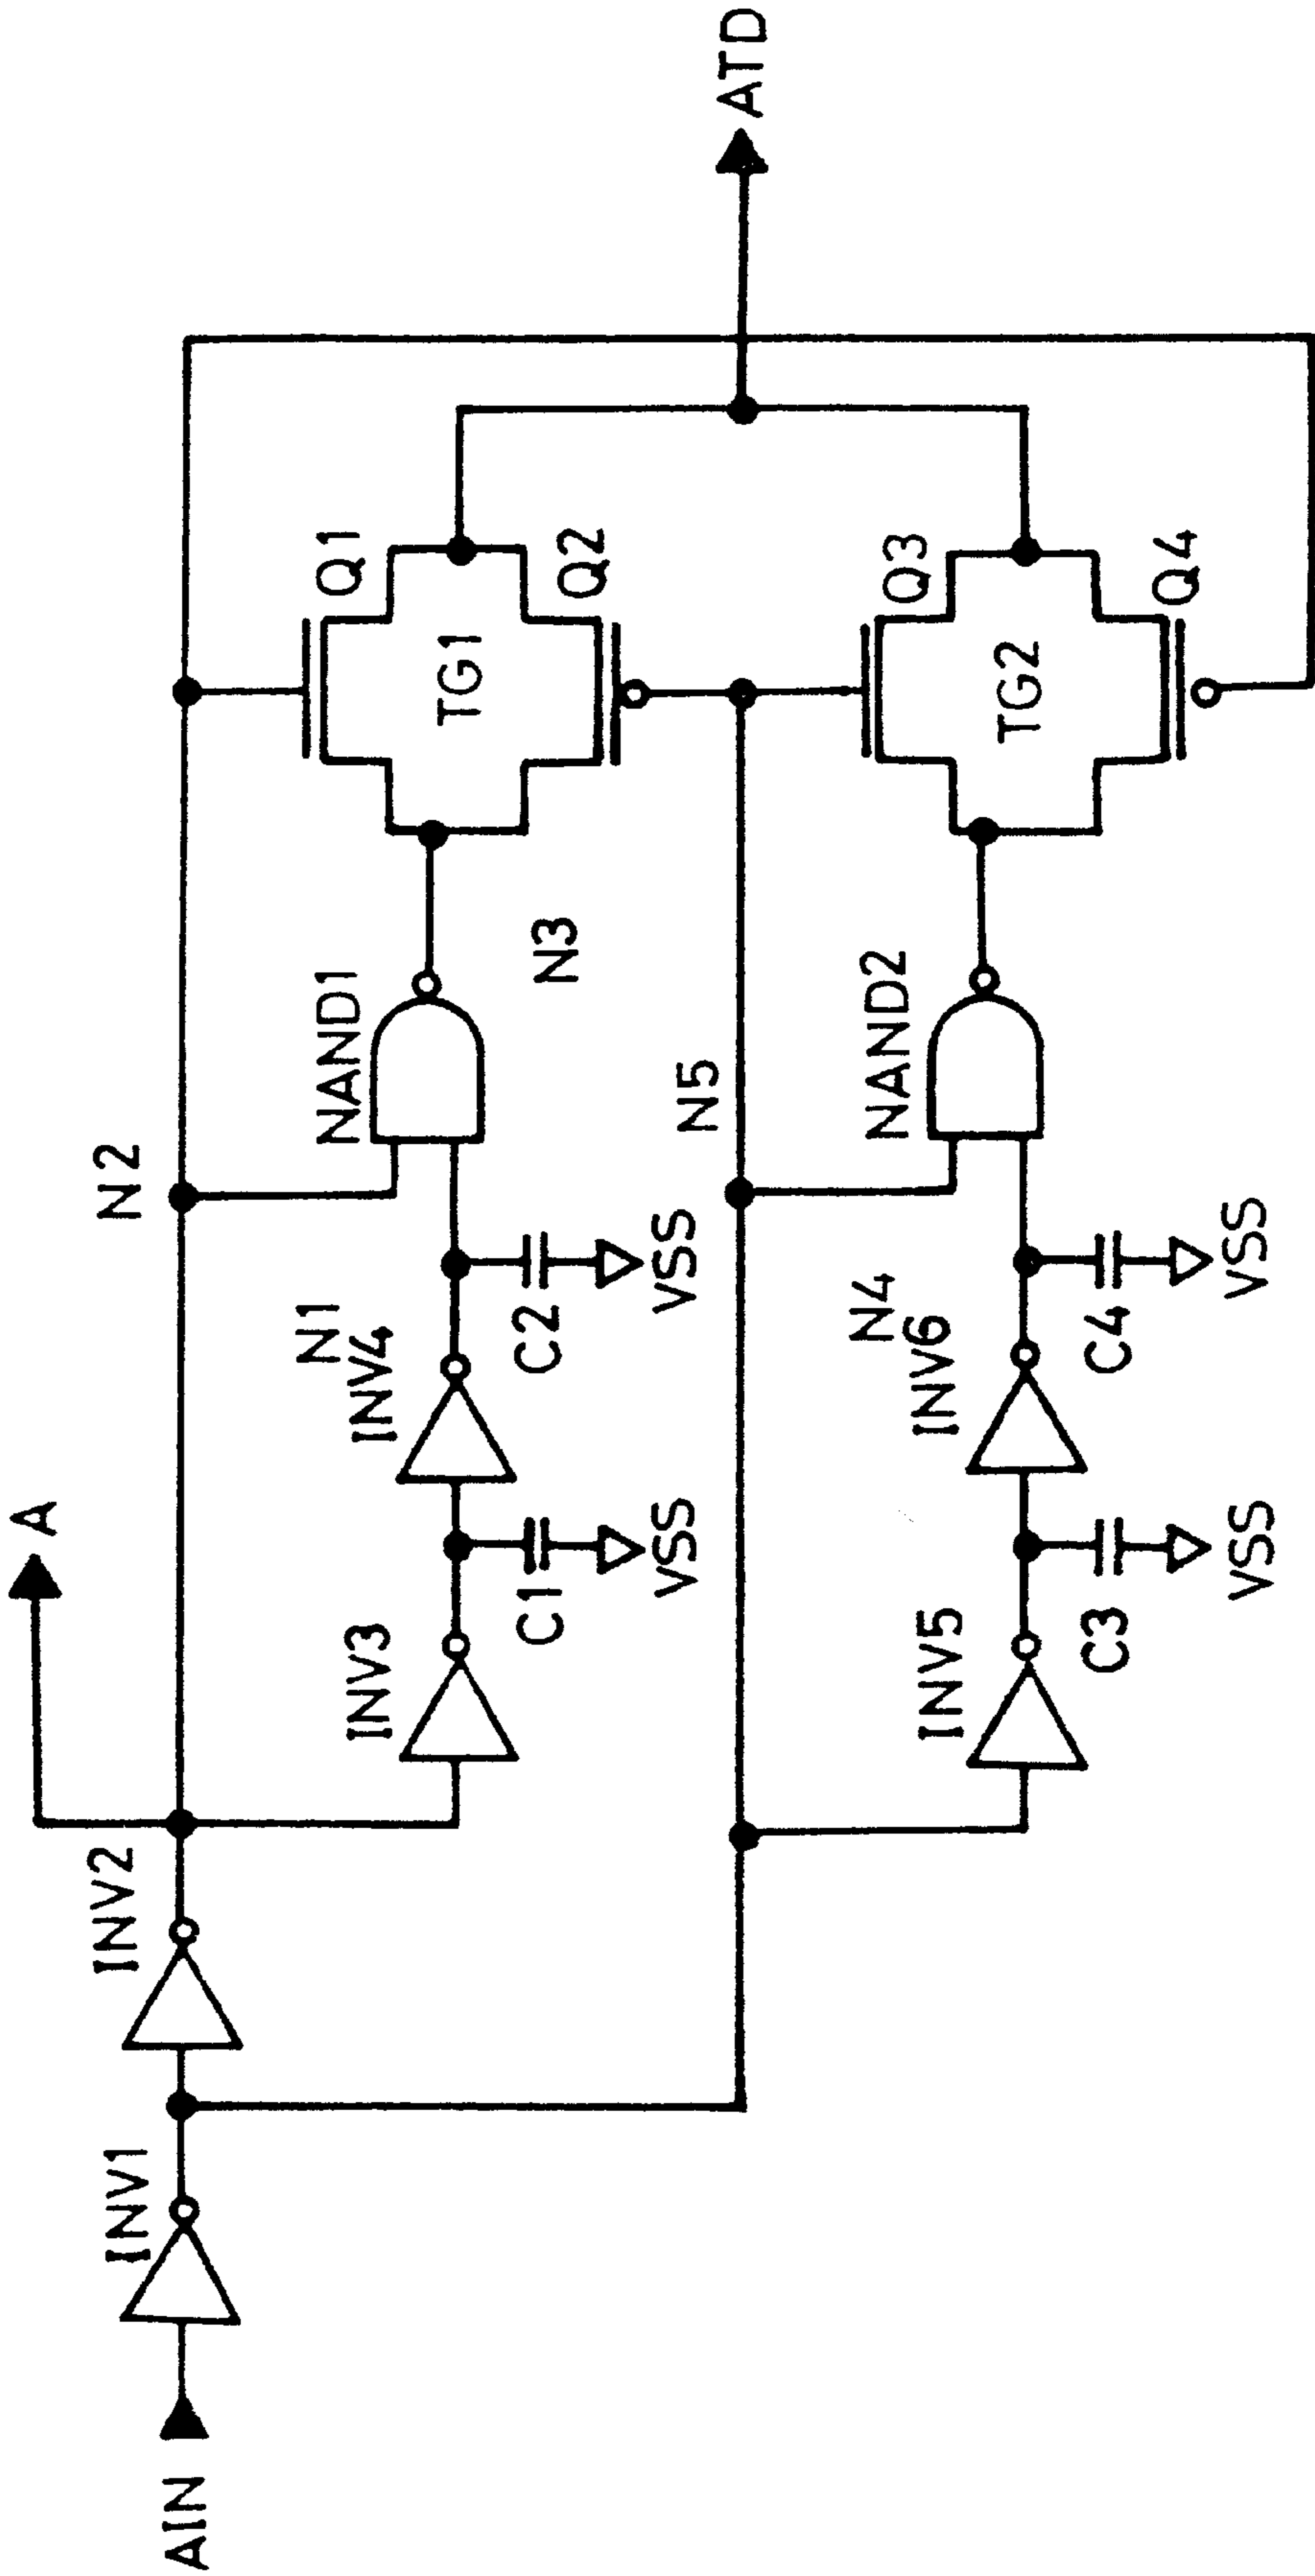 AIN
INV1
INV2
A
N2
INV3
C1
VSS
N1
INV4
C2
VSS
NAND1
N3
Q1
TG1
Q2
N5
ATD
INV5
C3
VSS
N4
INV6
C4
VSS
NAND2
Q3
TG2
Q4